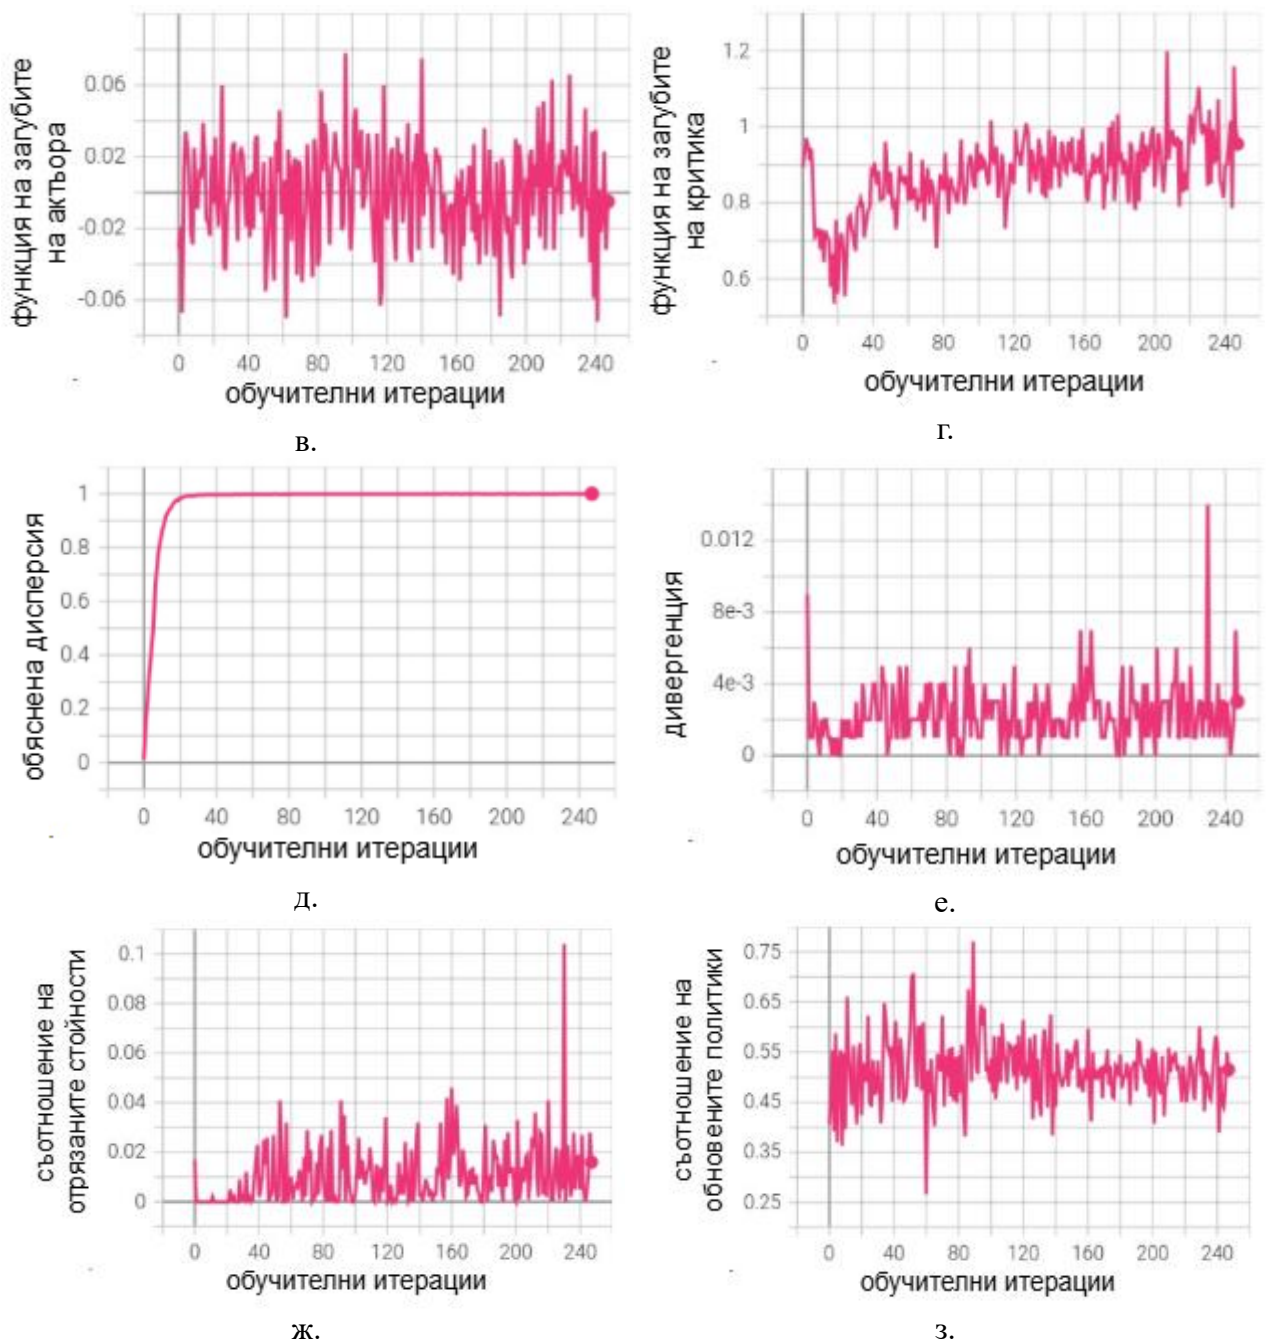 функция на загубите
на актьора
0.06
0.02
-0.02
-0.06
0 40 80 120 160 200 240
обучителни итерации
в.
функция на загубите
на критика
1.2
1
0.8
0.6
0 40 80 120 160 200 240
обучителни итерации
г.
обяснена дисперсия
1
0.8
0.6
0.4
0.2
0
0 40 80 120 160 200 240
обучителни итерации
д.
дивергенция
0.012
8e-3
4e-3
0
0 40 80 120 160 200 240
обучителни итерации
е.
съотношение на
отрязаните стойности
0.1
0.08
0.06
0.04
0.02
0
0 40 80 120 160 200 240
обучителни итерации
ж.
съотношение на
обновените политики
0.75
0.65
0.55
0.45
0.35
0.25
0 40 80 120 160 200 240
обучителни итерации
з.